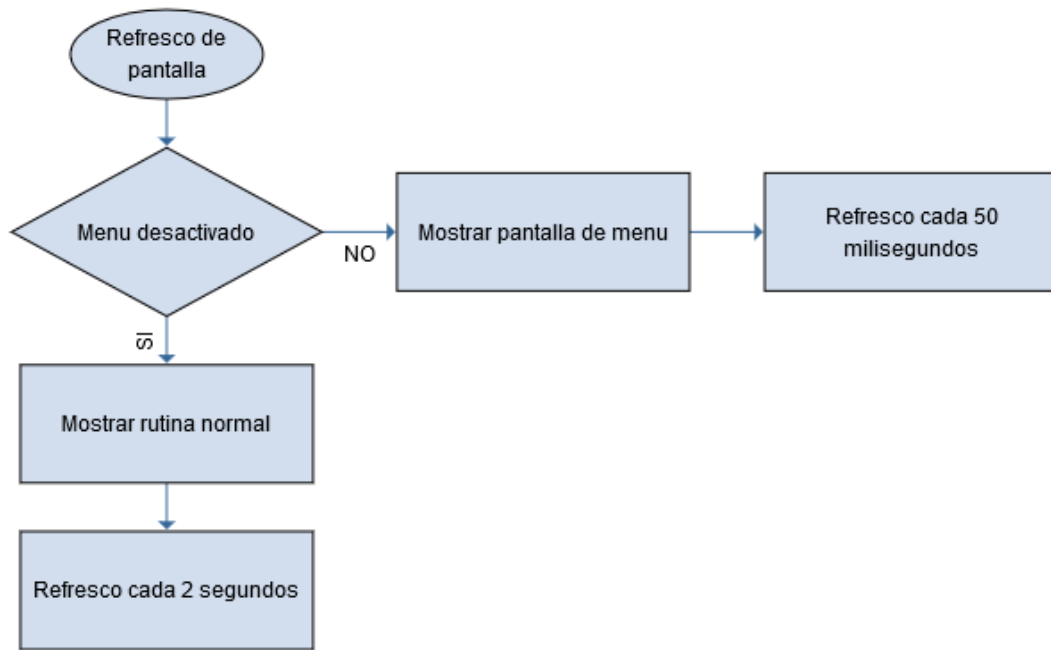 Refresco de
pantalla
Menu desactivado
NO
Mostrar pantalla de menu
Refresco cada 50
milisegundos
SI
Mostrar rutina normal
Refresco cada 2 segundos